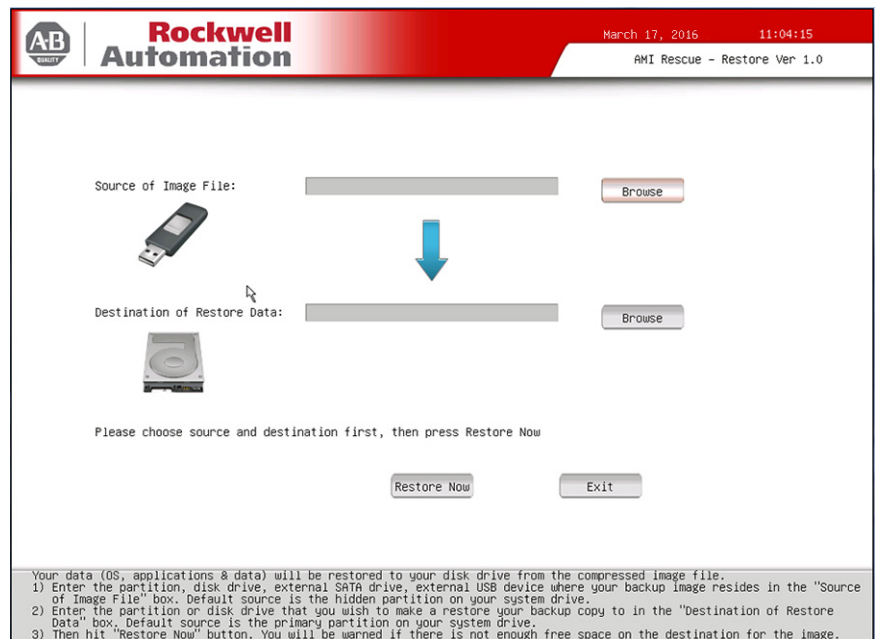 A-B
QUALITY
Rockwell
Automation
March 17, 2016 11:04:15
AMI Rescue - Restore Ver 1.0
Source of Image File:
Browse
Destination of Restore Data:
Browse
Please choose source and destination first, then press Restore Now
Restore Now
Exit
Your data (OS, applications & data) will be restored to your disk drive from the compressed image file.
1) Enter the partition, disk drive, external SATA drive, external USB device where your backup image resides in the "Source
of Image File" box. Default source is the hidden partition on your system drive.
2) Enter the partition or disk drive that you wish to make a restore your backup copy to in the "Destination of Restore
Data" box. Default source is the primary partition on your system drive.
3) Then hit "Restore Now" button. You will be warned if there is not enough free space on the destination for the image.